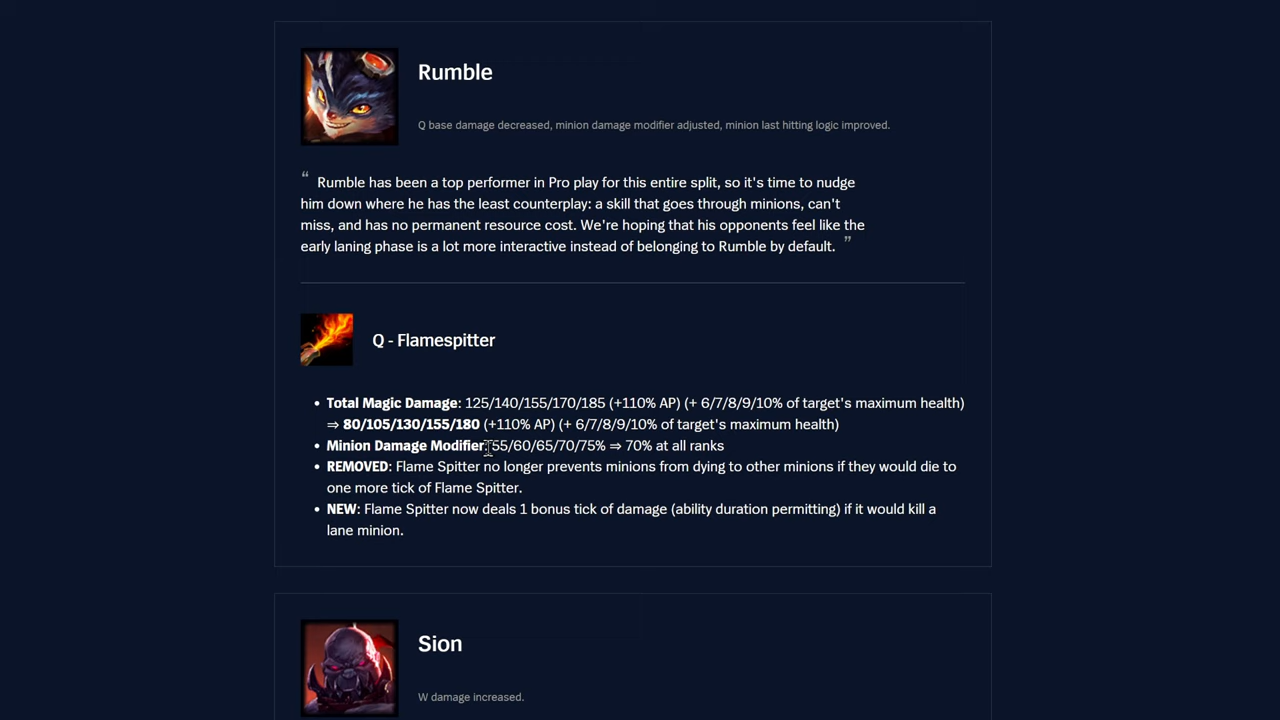 Rumble
Q base damage decreased, minion damage modifier adjusted, minion last hitting logic improved.
“ Rumble has been a top performer in Pro play for this entire split, so it's time to nudge
him down where he has the least counterplay: a skill that goes through minions, can't
miss, and has no permanent resource cost. We're hoping that his opponents feel like the
early laning phase is a lot more interactive instead of belonging to Rumble by default. ”
Q - Flamespitter
• Total Magic Damage: 125/140/155/170/185 (+110% AP) (+ 6/7/8/9/10% of target's maximum health)
⇒ 80/105/130/155/180 (+110% AP) (+ 6/7/8/9/10% of target's maximum health)
• Minion Damage Modifier: 55/60/65/70/75% ⇒ 70% at all ranks
• REMOVED: Flame Spitter no longer prevents minions from dying to other minions if they would die to
one more tick of Flame Spitter.
• NEW: Flame Spitter now deals 1 bonus tick of damage (ability duration permitting) if it would kill a
lane minion.
Sion
W damage increased.